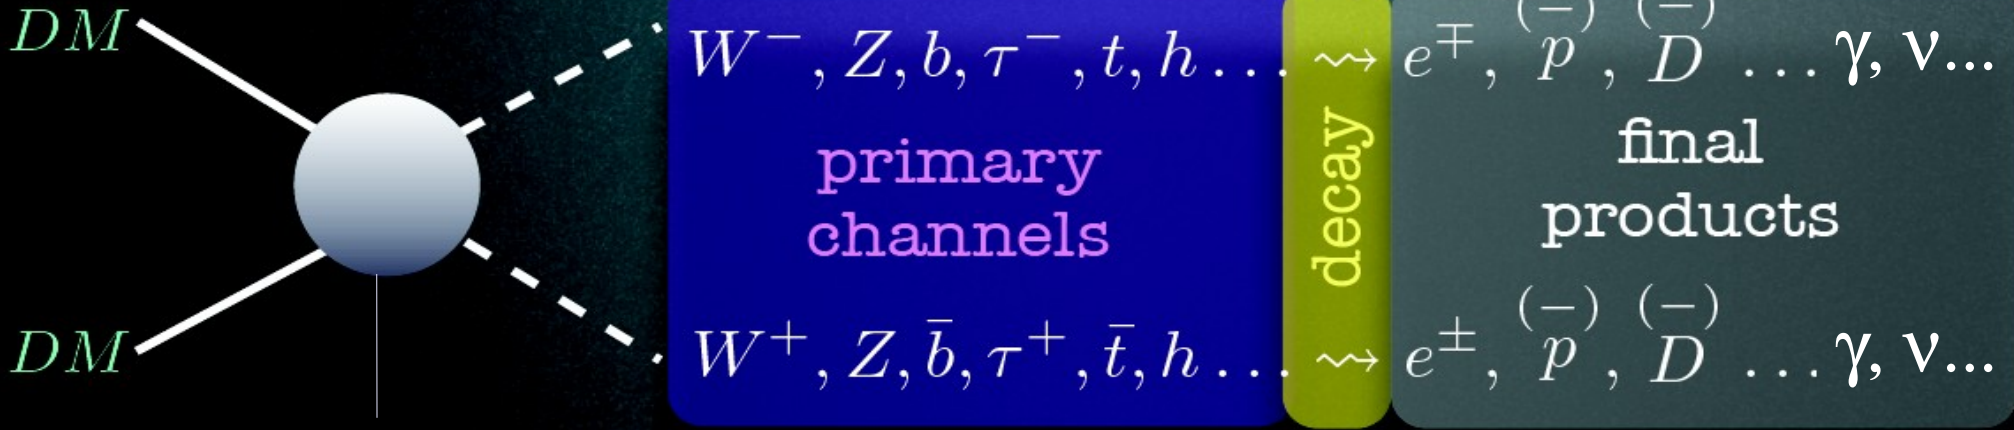 DM W⁻, Z, b, τ⁻, t, h ... ⇝ e^∓, p^(−), D^(−) ... γ, ν...
primary
channels
decay
final
products
DM W⁺, Z, b̄, τ⁺, t̄, h ... ⇝ e^±, p^(−), D^(−) ... γ, ν...